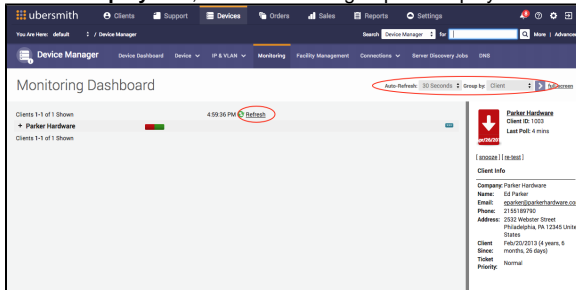 ubersmith Clients Support Devices Orders Sales Reports Settings
You Are Here: default / Device Manager Search Device Manager for More | Advanced
Device Manager Device Dashboard Device IP & VLAN Monitoring Facility Management Connections Server Discovery Jobs DNS
Monitoring Dashboard
Auto-Refresh: 30 Seconds Group by: Client full screen
Clients 1-1 of 1 Shown 4:59:36 PM Refresh
+ Parker Hardware
Clients 1-1 of 1 Shown
Parker Hardware
Client ID: 1003
Last Poll: 4 mins
[ snooze ] [ re-test ]
Client Info
Company: Parker Hardware
Name: Ed Parker
Email: eparker@parkerhardware.co
Phone: 2155189790
Address: 2532 Webster Street
Philadelphia, PA 12345 Unite
States
Client Since: Feb/20/2013 (4 years, 6
months, 26 days)
Ticket Priority: Normal